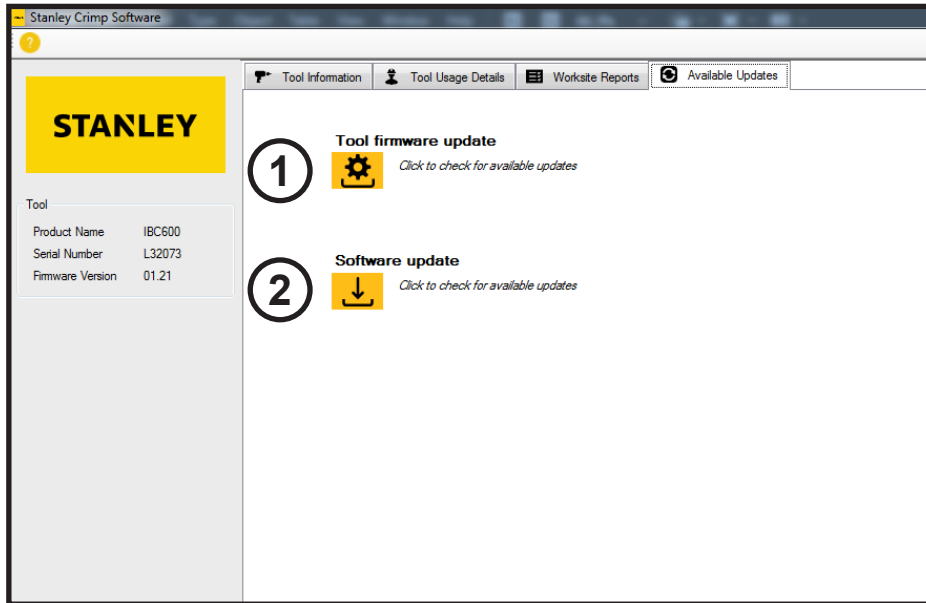 Stanley Crimp Software
?
Tool Information Tool Usage Details Worksite Reports Available Updates
STANLEY
Tool
Product Name IBC600
Serial Number L32073
Firmware Version 01.21
1
Tool firmware update
Click to check for available updates
2
Software update
Click to check for available updates